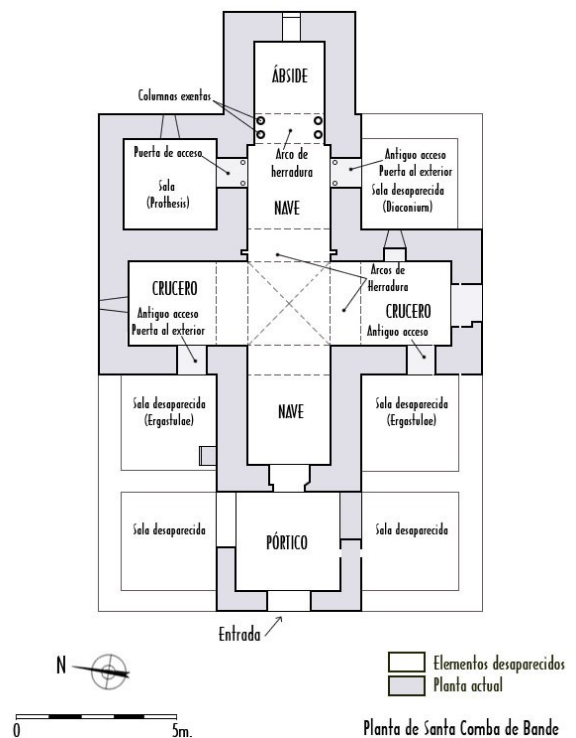 ÁBSIDE
Columnas exentas
Puerta de acceso
Arco de
herradura
Antiguo acceso
Puerta al exterior
Sala desaparecida
(Diaconium)
Sala
(Prothesis)
NAVE
CRUCERO
Antiguo acceso
Puerta al exterior
Arcos de
Herradura
CRUCERO
Antiguo acceso
Sala desaparecida
(Ergastulae)
NAVE
Sala desaparecida
(Ergastulae)
Sala desaparecida
PÓRTICO
Sala desaparecida
Entrada
N
Elementos desaparecidos
Planta actual
0 5m.
Planta de Santa Comba de Bande